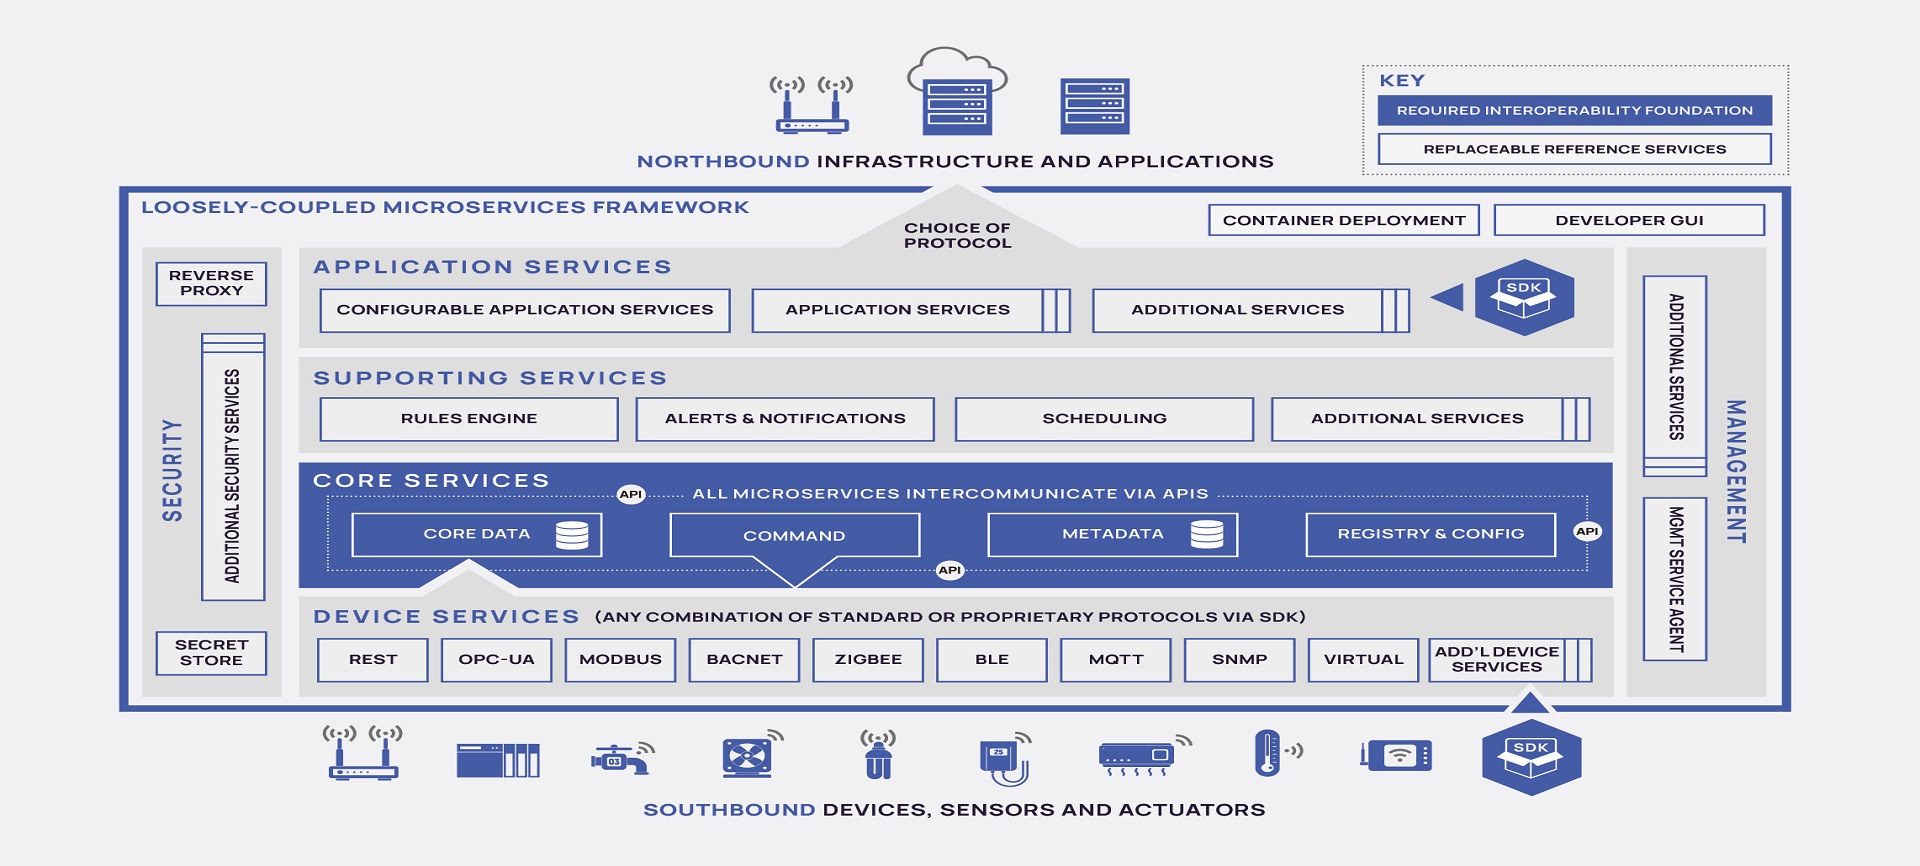 KEY
REQUIRED INTEROPERABILITY FOUNDATION
REPLACEABLE REFERENCE SERVICES
NORTHBOUND INFRASTRUCTURE AND APPLICATIONS
LOOSELY-COUPLED MICROSERVICES FRAMEWORK
CHOICE OF
PROTOCOL
CONTAINER DEPLOYMENT
DEVELOPER GUI
REVERSE
PROXY
SECURITY
ADDITIONAL SECURITY SERVICES
SECRET
STORE
APPLICATION SERVICES
CONFIGURABLE APPLICATION SERVICES
APPLICATION SERVICES
ADDITIONAL SERVICES
SDK
SUPPORTING SERVICES
RULES ENGINE
ALERTS & NOTIFICATIONS
SCHEDULING
ADDITIONAL SERVICES
CORE SERVICES
API
ALL MICROSERVICES INTERCOMMUNICATE VIA APIS
CORE DATA
COMMAND
METADATA
REGISTRY & CONFIG
API
API
DEVICE SERVICES (ANY COMBINATION OF STANDARD OR PROPRIETARY PROTOCOLS VIA SDK)
REST
OPC-UA
MODBUS
BACNET
ZIGBEE
BLE
MQTT
SNMP
VIRTUAL
ADD'L DEVICE
SERVICES
ADDITIONAL SERVICES
MANAGEMENT
MGMT SERVICE AGENT
03
25
SDK
SOUTHBOUND DEVICES, SENSORS AND ACTUATORS